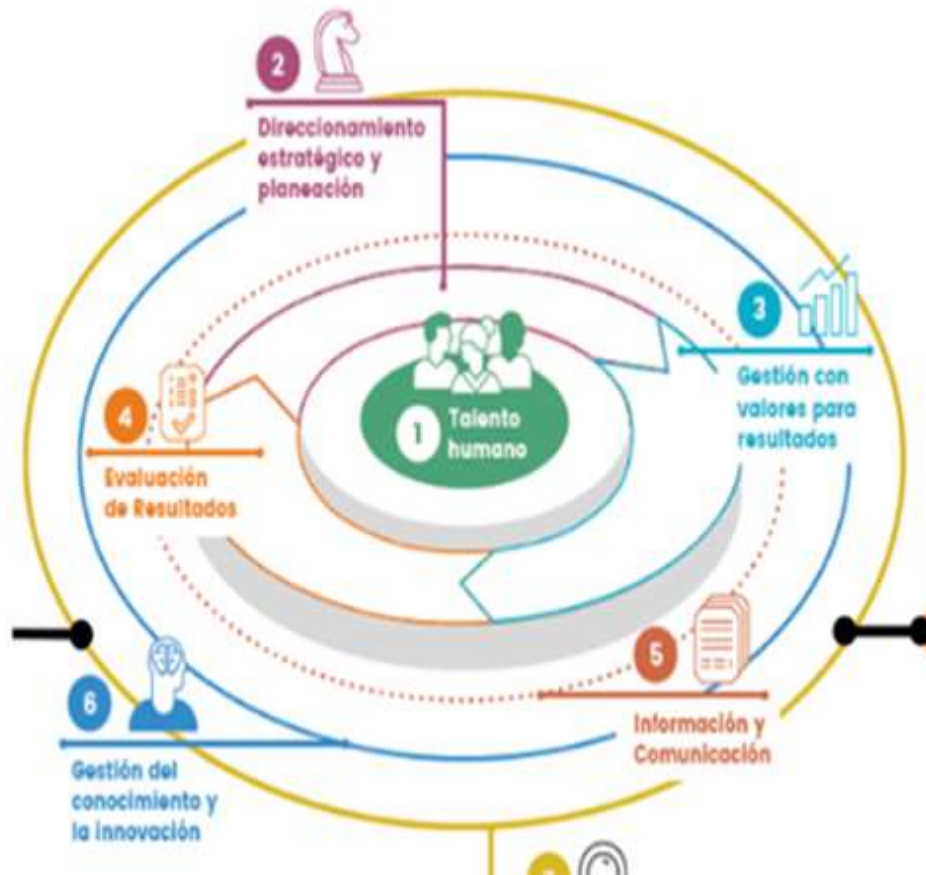 2
Direccionamiento
estratégico y
planeación
3
Gestión con
valores para
resultados
1
Talento
humano
4
Evaluación
de Resultados
5
Información y
Comunicación
6
Gestión del
conocimiento y
la innovación